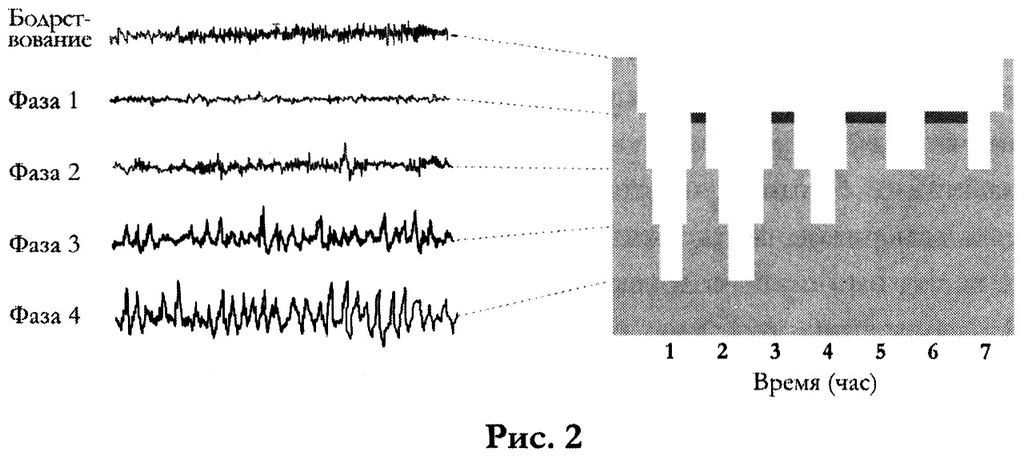 Бодрст-
вование
Фаза 1
Фаза 2
Фаза 3
Фаза 4
1 2 3 4 5 6 7
Время (час)
Рис. 2